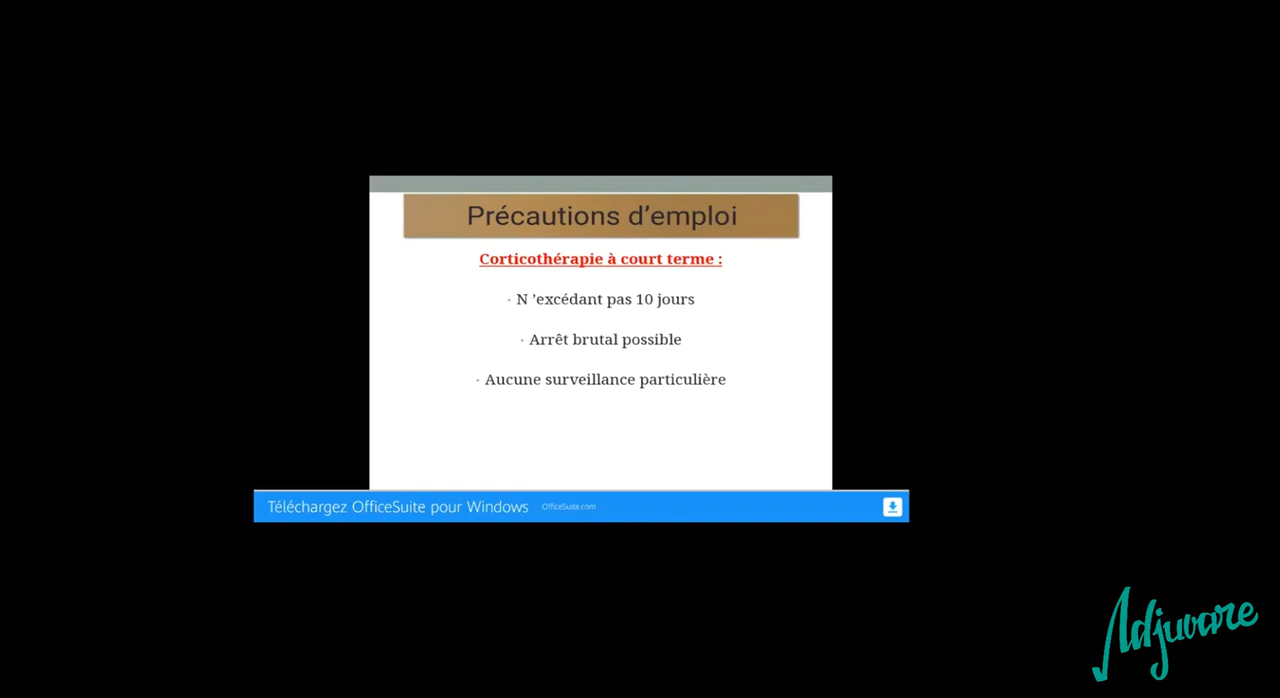 Précautions d’emploi
Corticothérapie à court terme :
• N ’excédant pas 10 jours
• Arrêt brutal possible
• Aucune surveillance particulière
Téléchargez OfficeSuite pour Windows OfficeSuite.com
Adjuvare